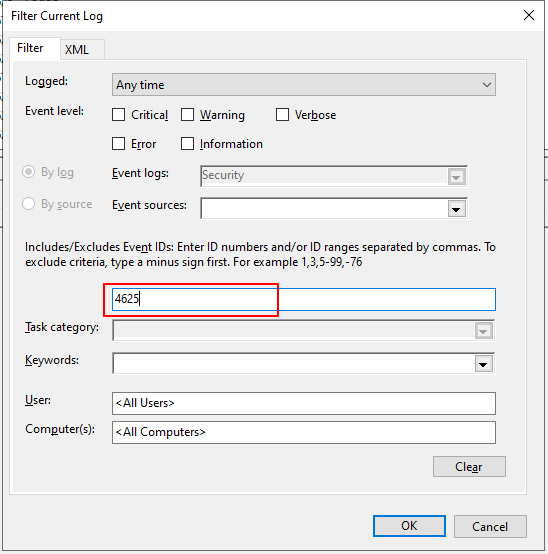 Filter Current Log
Filter
XML
Logged:
Any time
Event level:
Critical
Warning
Verbose
Error
Information
By log
Event logs:
Security
By source
Event sources:
Includes/Excludes Event IDs: Enter ID numbers and/or ID ranges separated by commas. To
exclude criteria, type a minus sign first. For example 1,3,5-99,-76
4625
Task category:
Keywords:
User:
<All Users>
Computer(s):
<All Computers>
Clear
OK
Cancel